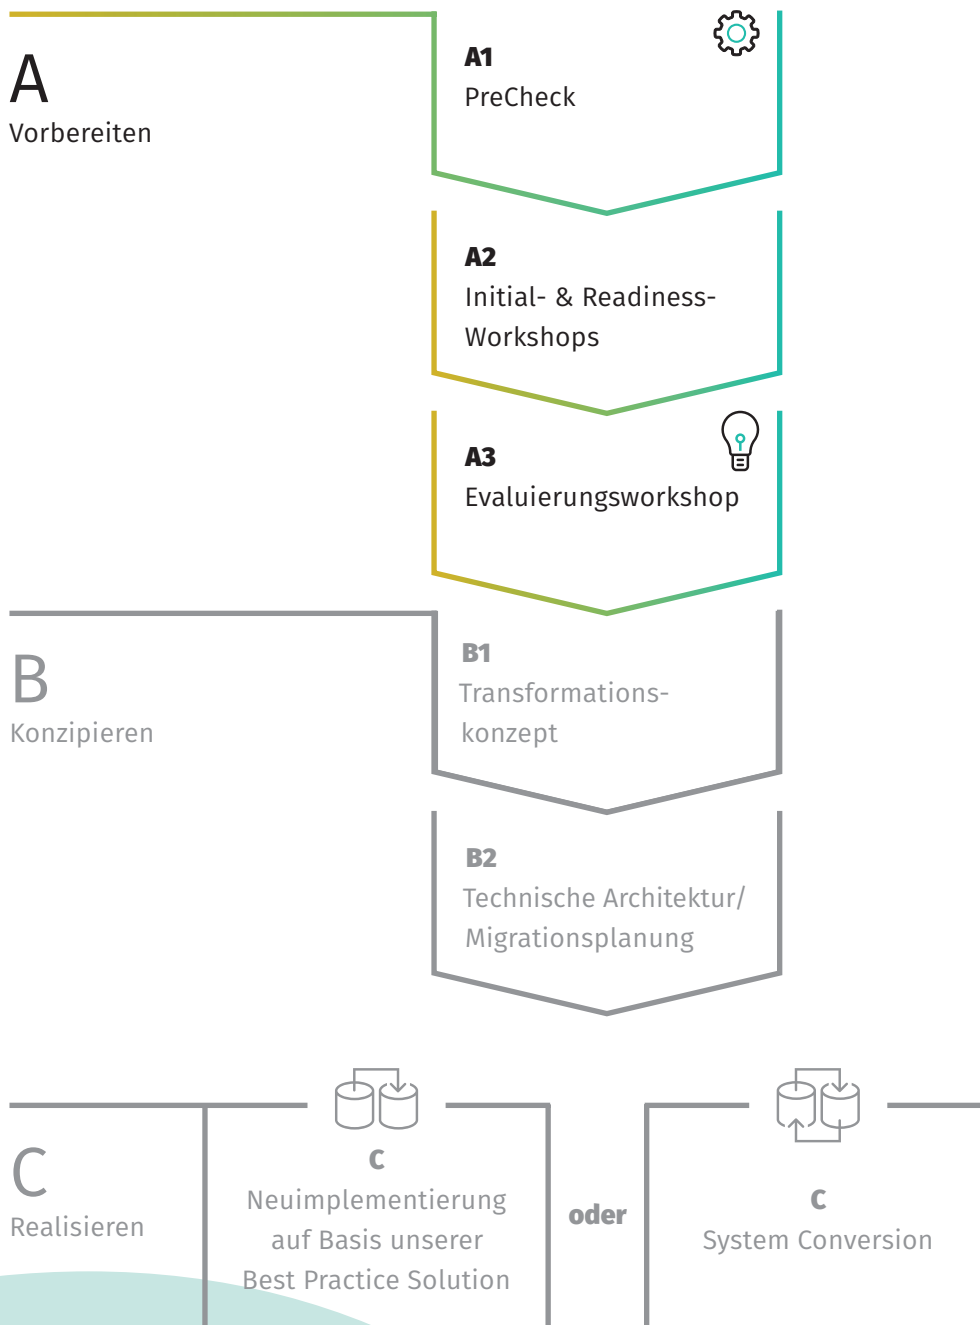 A
Vorbereiten
A1
PreCheck
A2
Initial- & Readiness-
Workshops
A3
Evaluierungsworkshop
B
Konzipieren
B1
Transformations-
konzept
B2
Technische Architektur/
Migrationsplanung
C
Realisieren
C
Neuimplementierung
auf Basis unserer
Best Practice Solution
oder
C
System Conversion